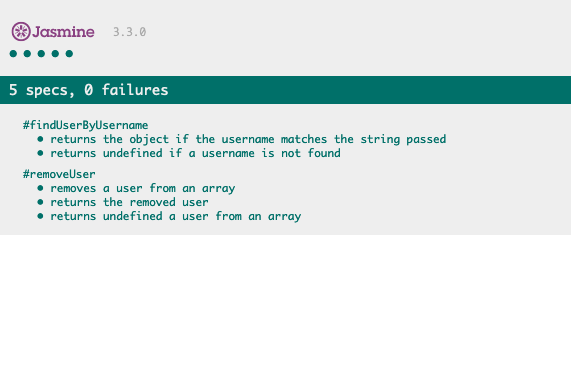 Jasmine 3.3.0
5 specs, 0 failures
#findUserByUsername
• returns the object if the username matches the string passed
• returns undefined if a username is not found
#removeUser
• removes a user from an array
• returns the removed user
• returns undefined a user from an array